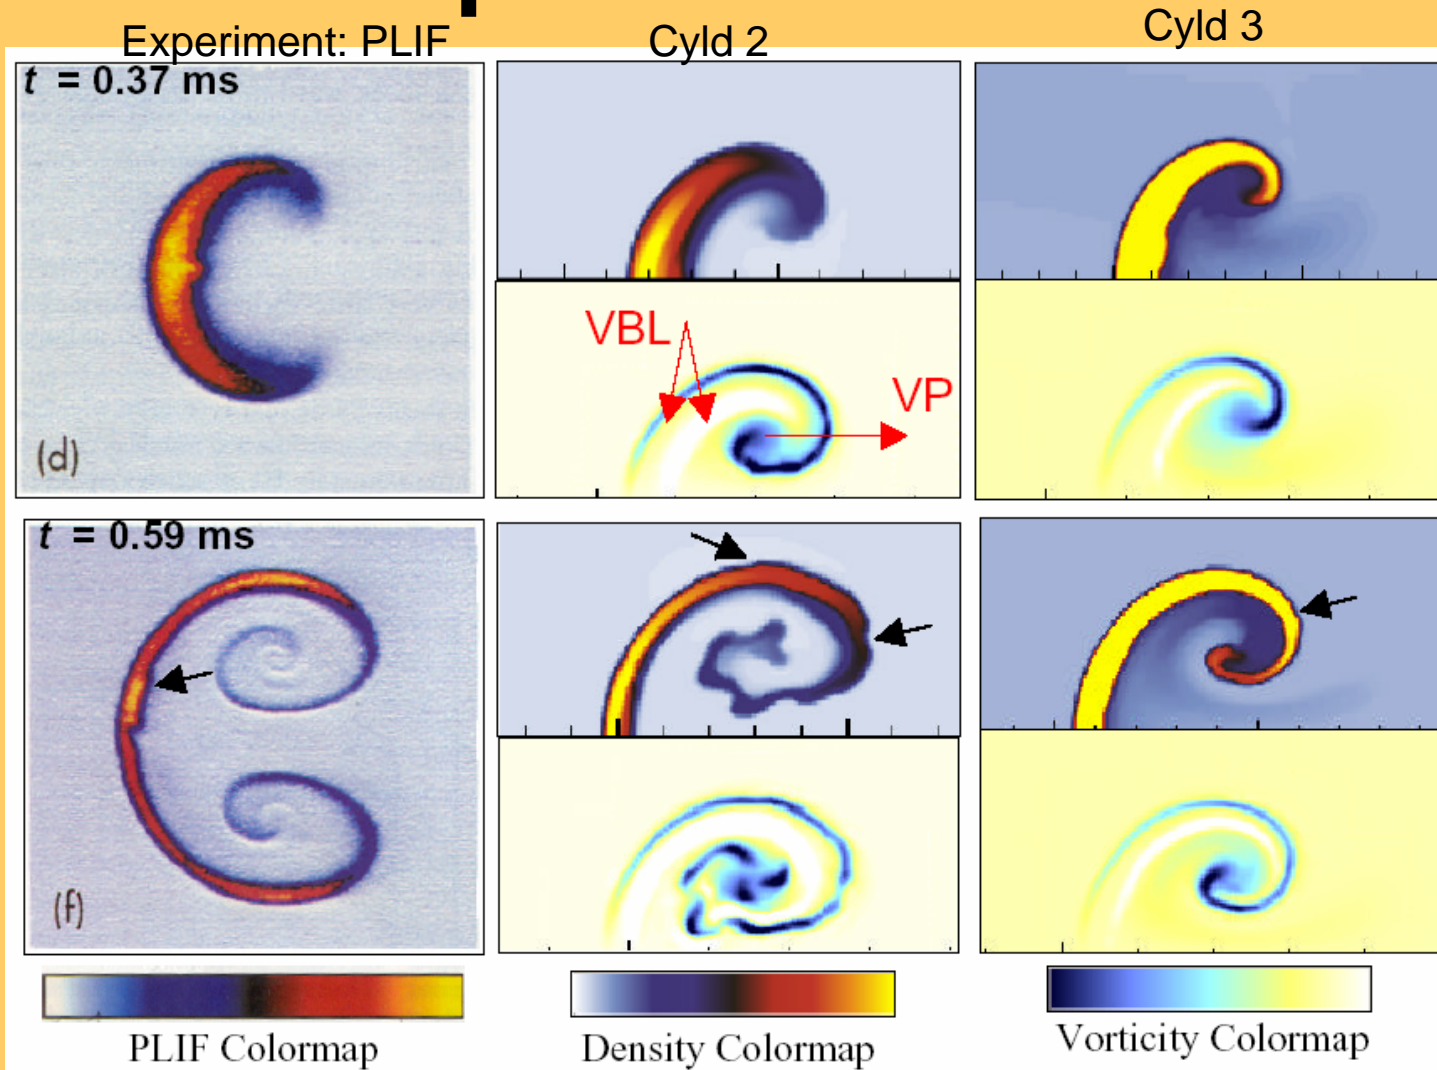 Experiment: PLIF
Cyld 2
Cyld 3
t = 0.37 ms
VBL
VP
(d)
t = 0.59 ms
(f)
PLIF Colormap
Density Colormap
Vorticity Colormap